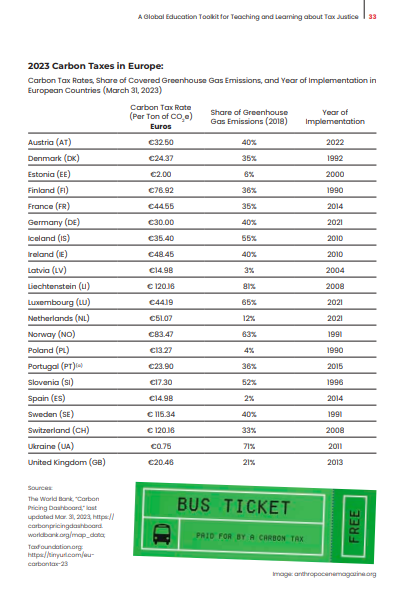 A Global Education Toolkit for Teaching and Learning about Tax Justice 33
2023 Carbon Taxes in Europe:
Carbon Tax Rates, Share of Covered Greenhouse Gas Emissions, and Year of Implementation in
European Countries (March 31, 2023)
Carbon Tax Rate
(Per Ton of CO2e)
Euros
Share of Greenhouse
Gas Emissions (2018)
Year of
Implementation
Austria (AT) €32.50 40% 2022
Denmark (DK) €24.37 35% 1992
Estonia (EE) €2.00 6% 2000
Finland (FI) €76.92 36% 1990
France (FR) €44.55 35% 2014
Germany (DE) €30.00 40% 2021
Iceland (IS) €35.40 55% 2010
Ireland (IE) €48.45 40% 2010
Latvia (LV) €14.98 3% 2004
Liechtenstein (LI) € 120.16 81% 2008
Luxembourg (LU) €44.19 65% 2021
Netherlands (NL) €51.07 12% 2021
Norway (NO) €83.47 63% 1991
Poland (PL) €13.27 4% 1990
Portugal (PT)(a) €23.90 36% 2015
Slovenia (SI) €17.30 52% 1996
Spain (ES) €14.98 2% 2014
Sweden (SE) € 115.34 40% 1991
Switzerland (CH) € 120.16 33% 2008
Ukraine (UA) €0.75 71% 2011
United Kingdom (GB) €20.46 21% 2013
Sources:
The World Bank, "Carbon
Pricing Dashboard," last
updated Mar. 31, 2023, https://
carbonpricingdashboard.
worldbank.org/map_data;
TaxFoundation.org:
https://tinyurl.com/eu-
carbontax-23
BUS TICKET
PAID FOR BY A CARBON TAX
FREE
Image: anthropocenemagazine.org